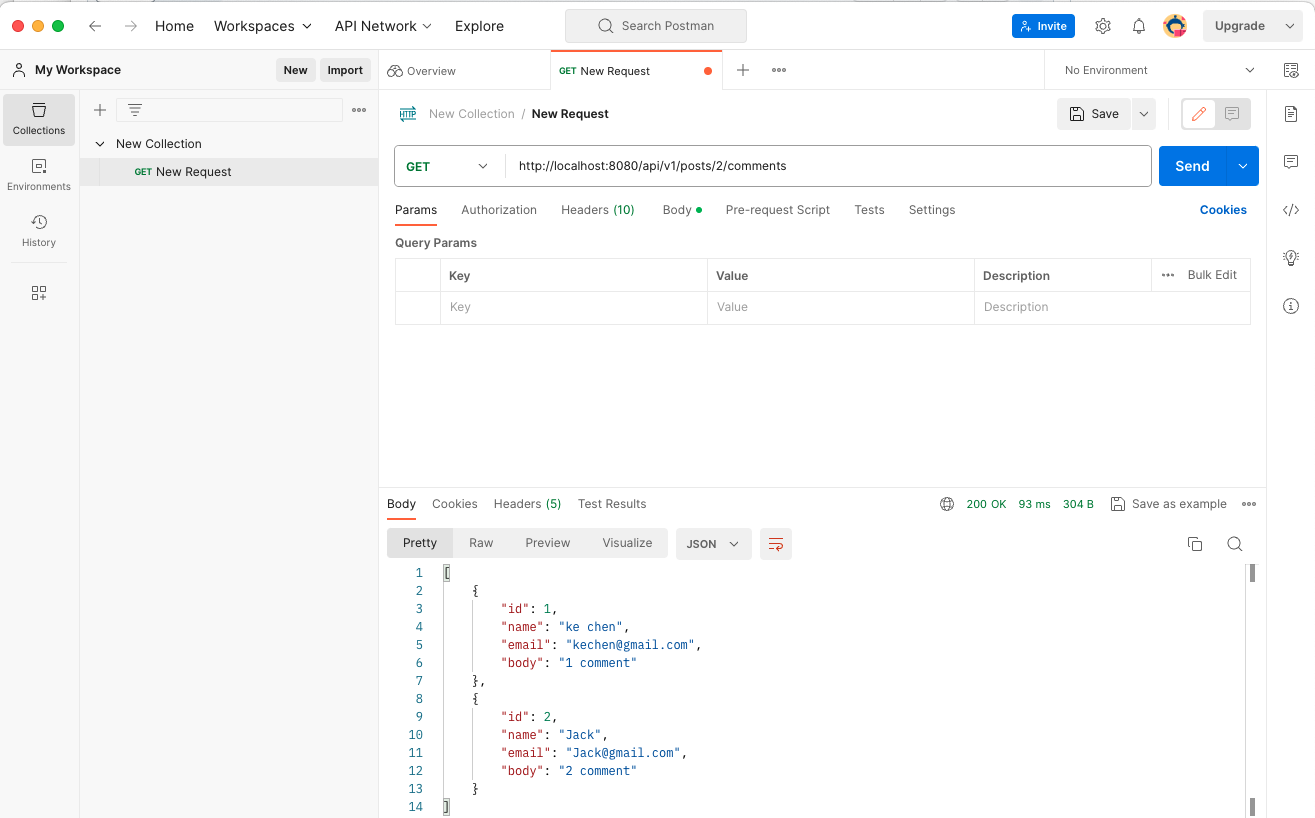 Home Workspaces API Network Explore Search Postman Invite Upgrade
My Workspace New Import Overview GET New Request No Environment
Collections
Environments
History
New Collection
GET New Request
HTTP New Collection / New Request Save
GET http://localhost:8080/api/v1/posts/2/comments Send
Params Authorization Headers (10) Body Pre-request Script Tests Settings Cookies
Query Params
Key Value Description Bulk Edit
Key Value Description
Body Cookies Headers (5) Test Results 200 OK 93 ms 304 B Save as example
Pretty Raw Preview Visualize JSON
1 [
2 {
3 "id": 1,
4 "name": "ke chen",
5 "email": "kechen@gmail.com",
6 "body": "1 comment"
7 },
8 {
9 "id": 2,
10 "name": "Jack",
11 "email": "Jack@gmail.com",
12 "body": "2 comment"
13 }
14 ]